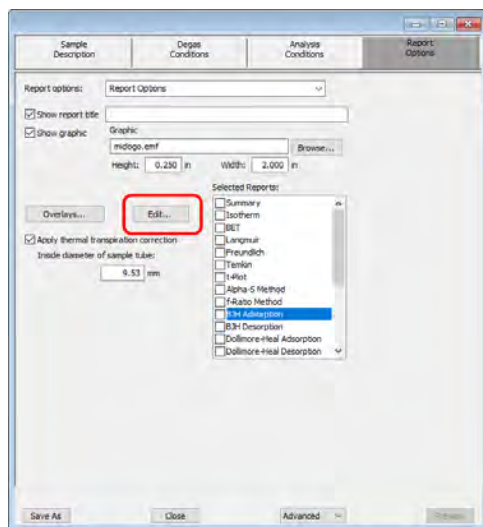 Sample Description
Degas Conditions
Analysis Conditions
Report Options
Report options: Report Options
Show report title
Show graphic
Graphic
midogo.emf Browse...
Height: 0.250 in Width: 2.000 in
Selected Reports:
Overlays... Edit...
Apply thermal transpiration correction
Inside diameter of sample tube:
9.53 mm
Summary
Isotherm
BET
Langmuir
Freundlich
Temkin
t-Plot
Alpha-S Method
f-Ratio Method
BJH Adsorption
BJH Desorption
Dollimore-Heal Adsorption
Dollimore-Heal Desorption
Save As Close Advanced